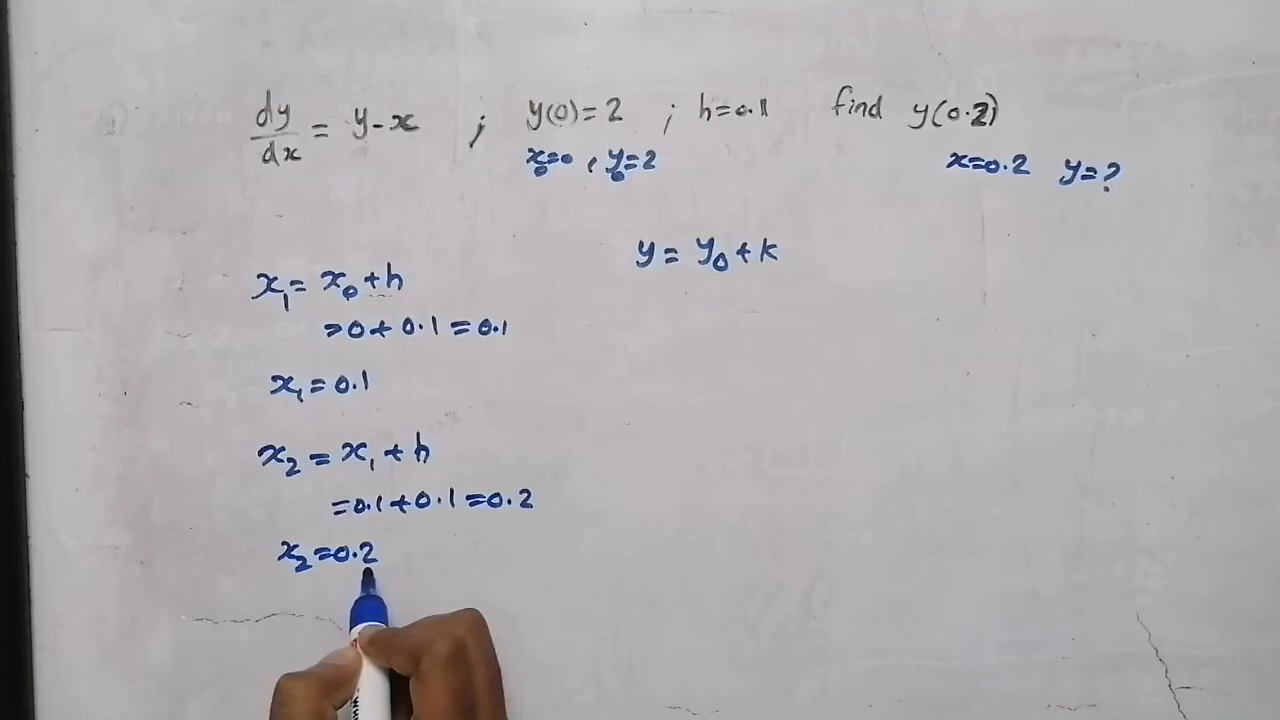 dy/dx = y-x ; y(0)=2 ; h=0.1 find y(0.2)
x₀=0 , y₀=2 x=0.2 y=?
y = y₀+k
x₁= x₀+h
=0+0.1=0.1
x₁=0.1
x₂ = x₁+h
=0.1+0.1=0.2
x₂=0.2